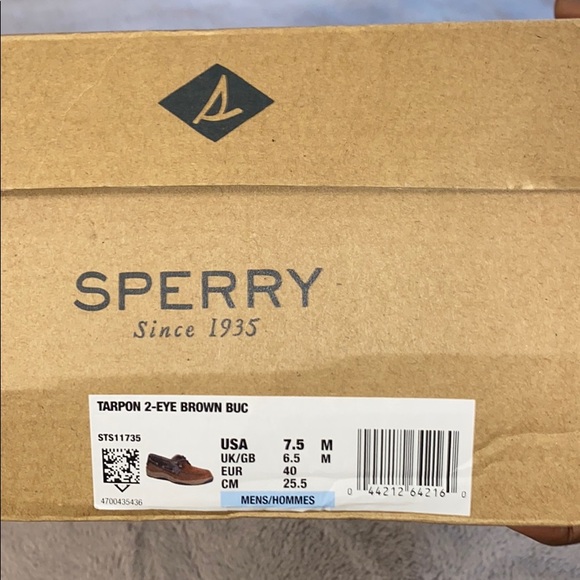 SPERRY
Since 1935
TARPON 2-EYE BROWN BUC
STS11735
4700435436
USA 7.5 M
UK/GB 6.5 M
EUR 40
CM 25.5
MENS/HOMMES
0 44212 64216 0